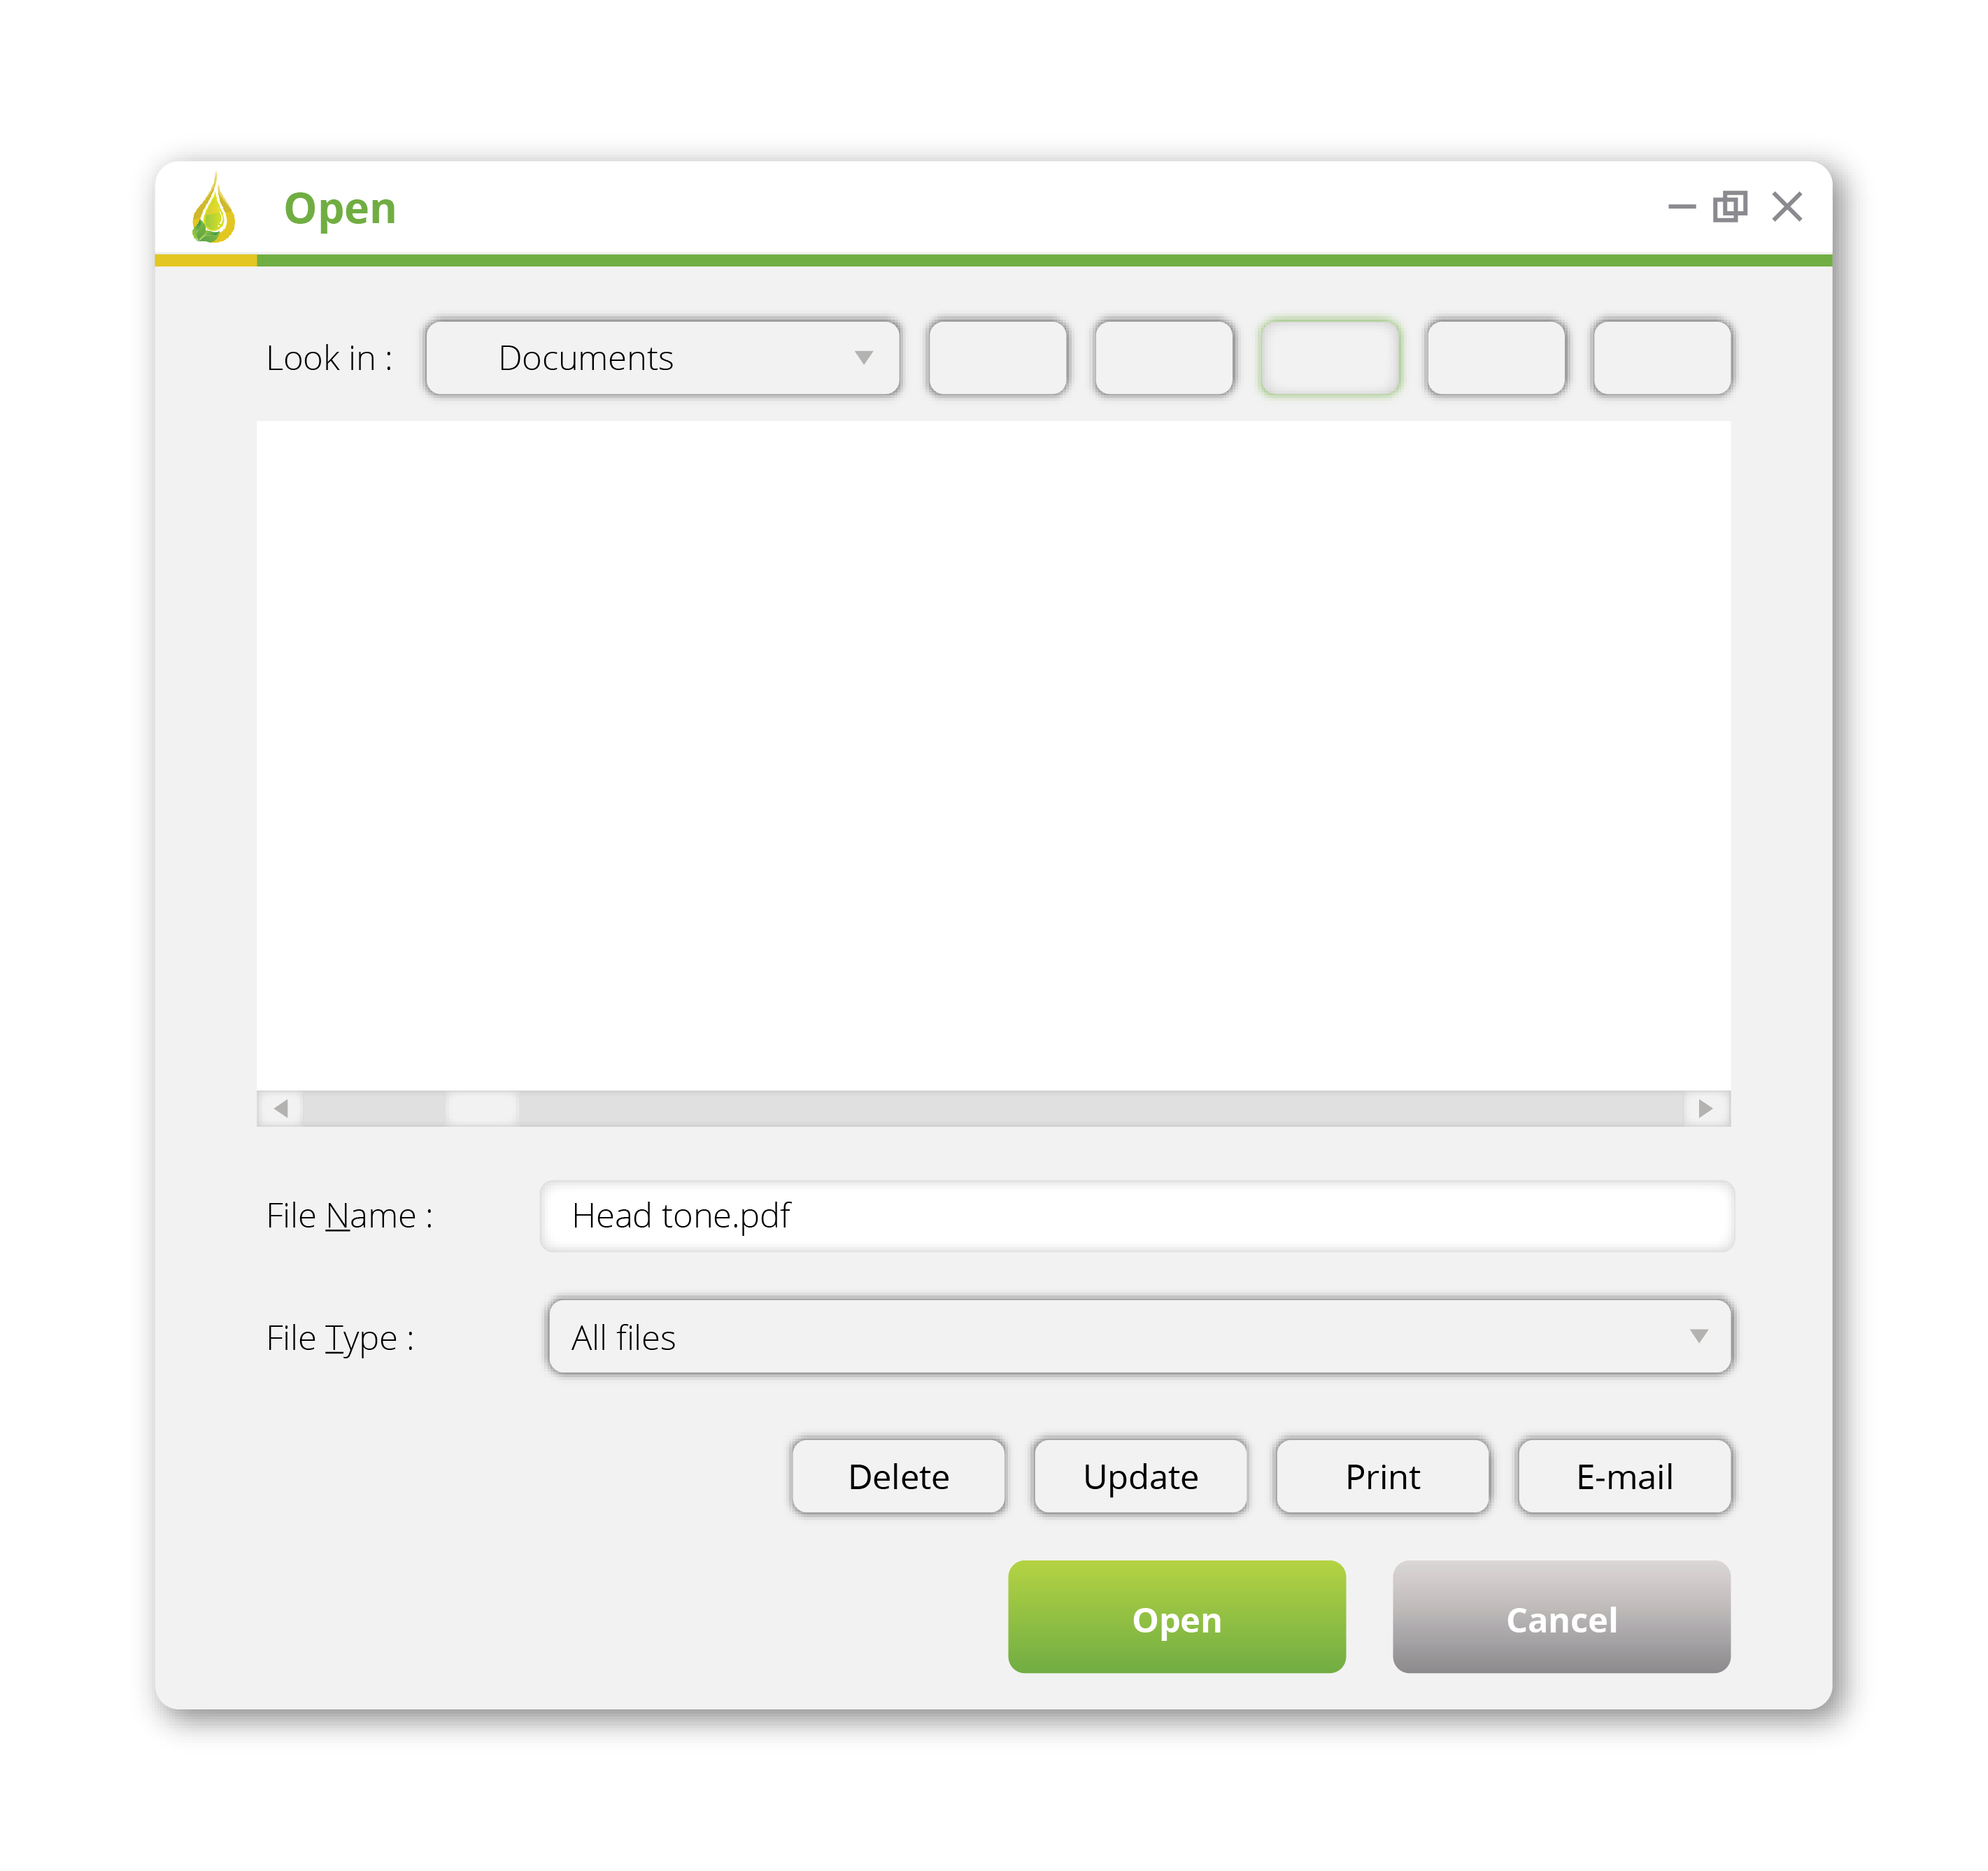 Open
Look in : Documents
File Name : Head tone.pdf
File Type : All files
Delete Update Print E-mail
Open Cancel